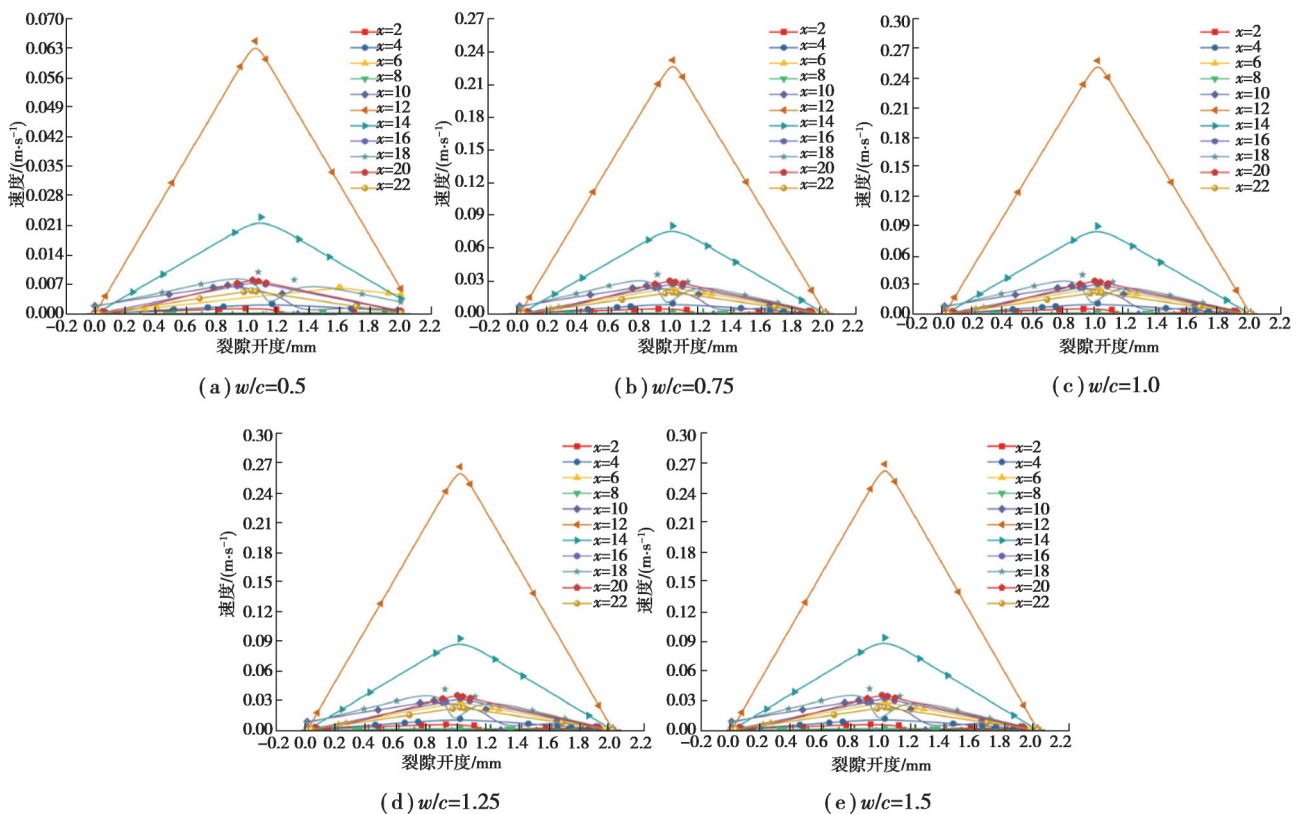 0.070
0.063
0.056
0.049
0.042
0.035
0.028
0.021
0.014
0.007
0.000
速度/(m·s⁻¹)
x=2
x=4
x=6
x=8
x=10
x=12
x=14
x=16
x=18
x=20
x=22
−0.2 0.0 0.2 0.4 0.6 0.8 1.0 1.2 1.4 1.6 1.8 2.0 2.2
裂隙开度/mm
(a) w/c=0.5
0.27
0.24
0.21
0.18
0.15
0.12
0.09
0.06
0.03
0.00
速度/(m·s⁻¹)
x=2
x=4
x=6
x=8
x=10
x=12
x=14
x=16
x=18
x=20
x=22
−0.2 0.0 0.2 0.4 0.6 0.8 1.0 1.2 1.4 1.6 1.8 2.0 2.2
裂隙开度/mm
(b) w/c=0.75
0.30
0.27
0.24
0.21
0.18
0.15
0.12
0.09
0.06
0.03
0.00
速度/(m·s⁻¹)
x=2
x=4
x=6
x=8
x=10
x=12
x=14
x=16
x=18
x=20
x=22
−0.2 0.0 0.2 0.4 0.6 0.8 1.0 1.2 1.4 1.6 1.8 2.0 2.2
裂隙开度/mm
(c) w/c=1.0
0.30
0.27
0.24
0.21
0.18
0.15
0.12
0.09
0.06
0.03
0.00
速度/(m·s⁻¹)
x=2
x=4
x=6
x=8
x=10
x=12
x=14
x=16
x=18
x=20
x=22
−0.2 0.0 0.2 0.4 0.6 0.8 1.0 1.2 1.4 1.6 1.8 2.0 2.2
裂隙开度/mm
(d) w/c=1.25
0.30
0.27
0.24
0.21
0.18
0.15
0.12
0.09
0.06
0.03
0.00
速度/(m·s⁻¹)
x=2
x=4
x=6
x=8
x=10
x=12
x=14
x=16
x=18
x=20
x=22
−0.2 0.0 0.2 0.4 0.6 0.8 1.0 1.2 1.4 1.6 1.8 2.0 2.2
裂隙开度/mm
(e) w/c=1.5